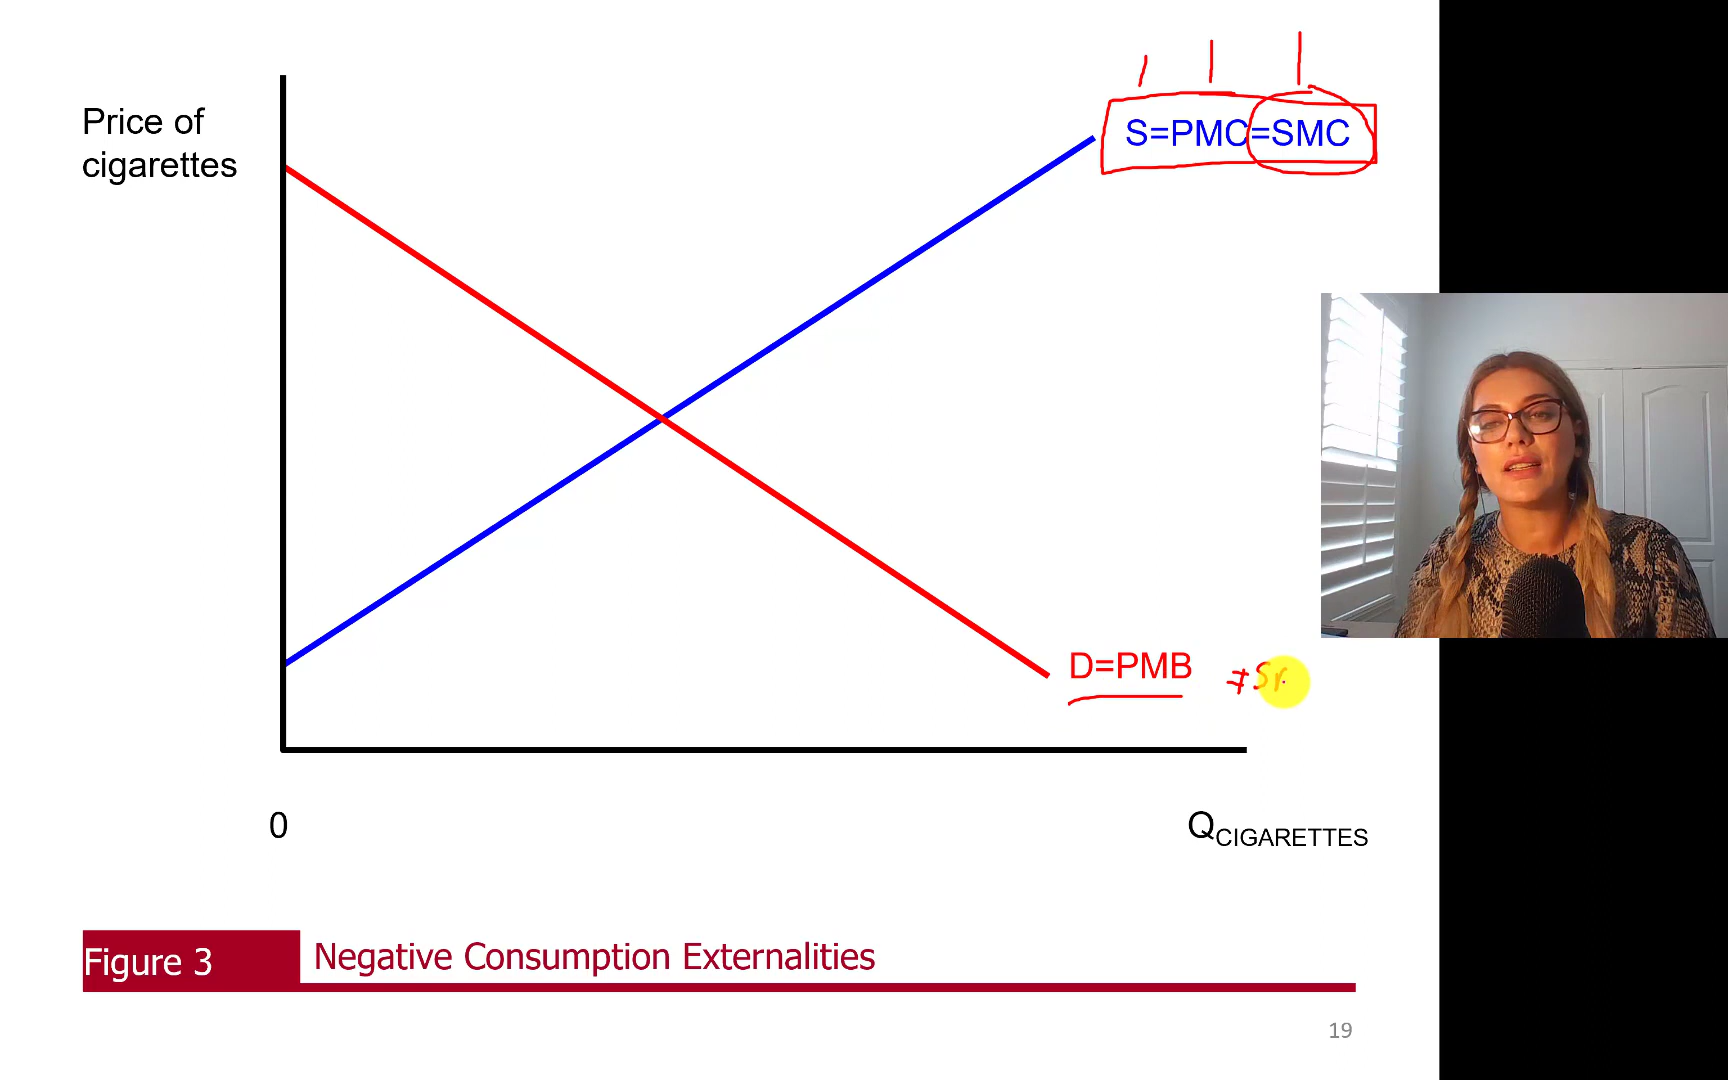 Price of
cigarettes
S=PMC=SMC
D=PMB
0
QCIGARETTES
Figure 3
Negative Consumption Externalities
19